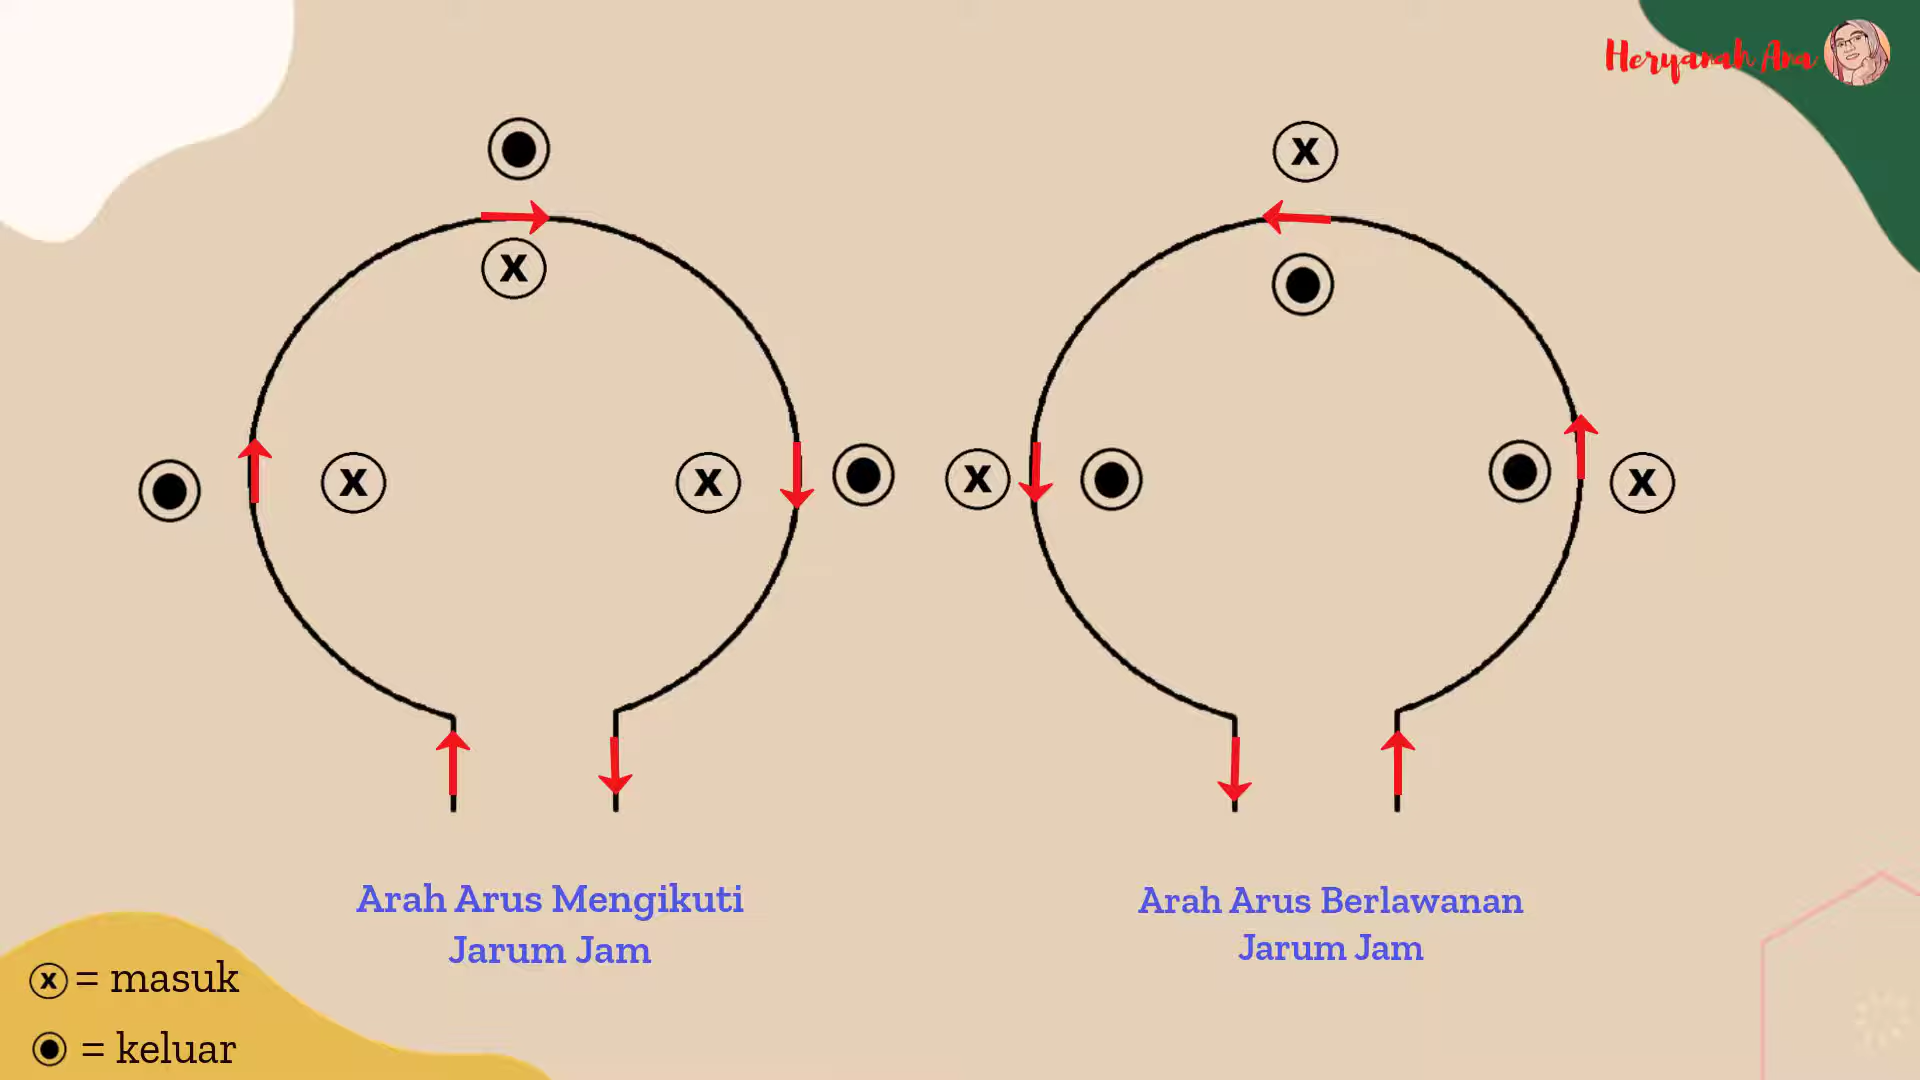 Heryanah Ana
x
x
x
x
x
x
Arah Arus Mengikuti
Jarum Jam
Arah Arus Berlawanan
Jarum Jam
x = masuk
= keluar